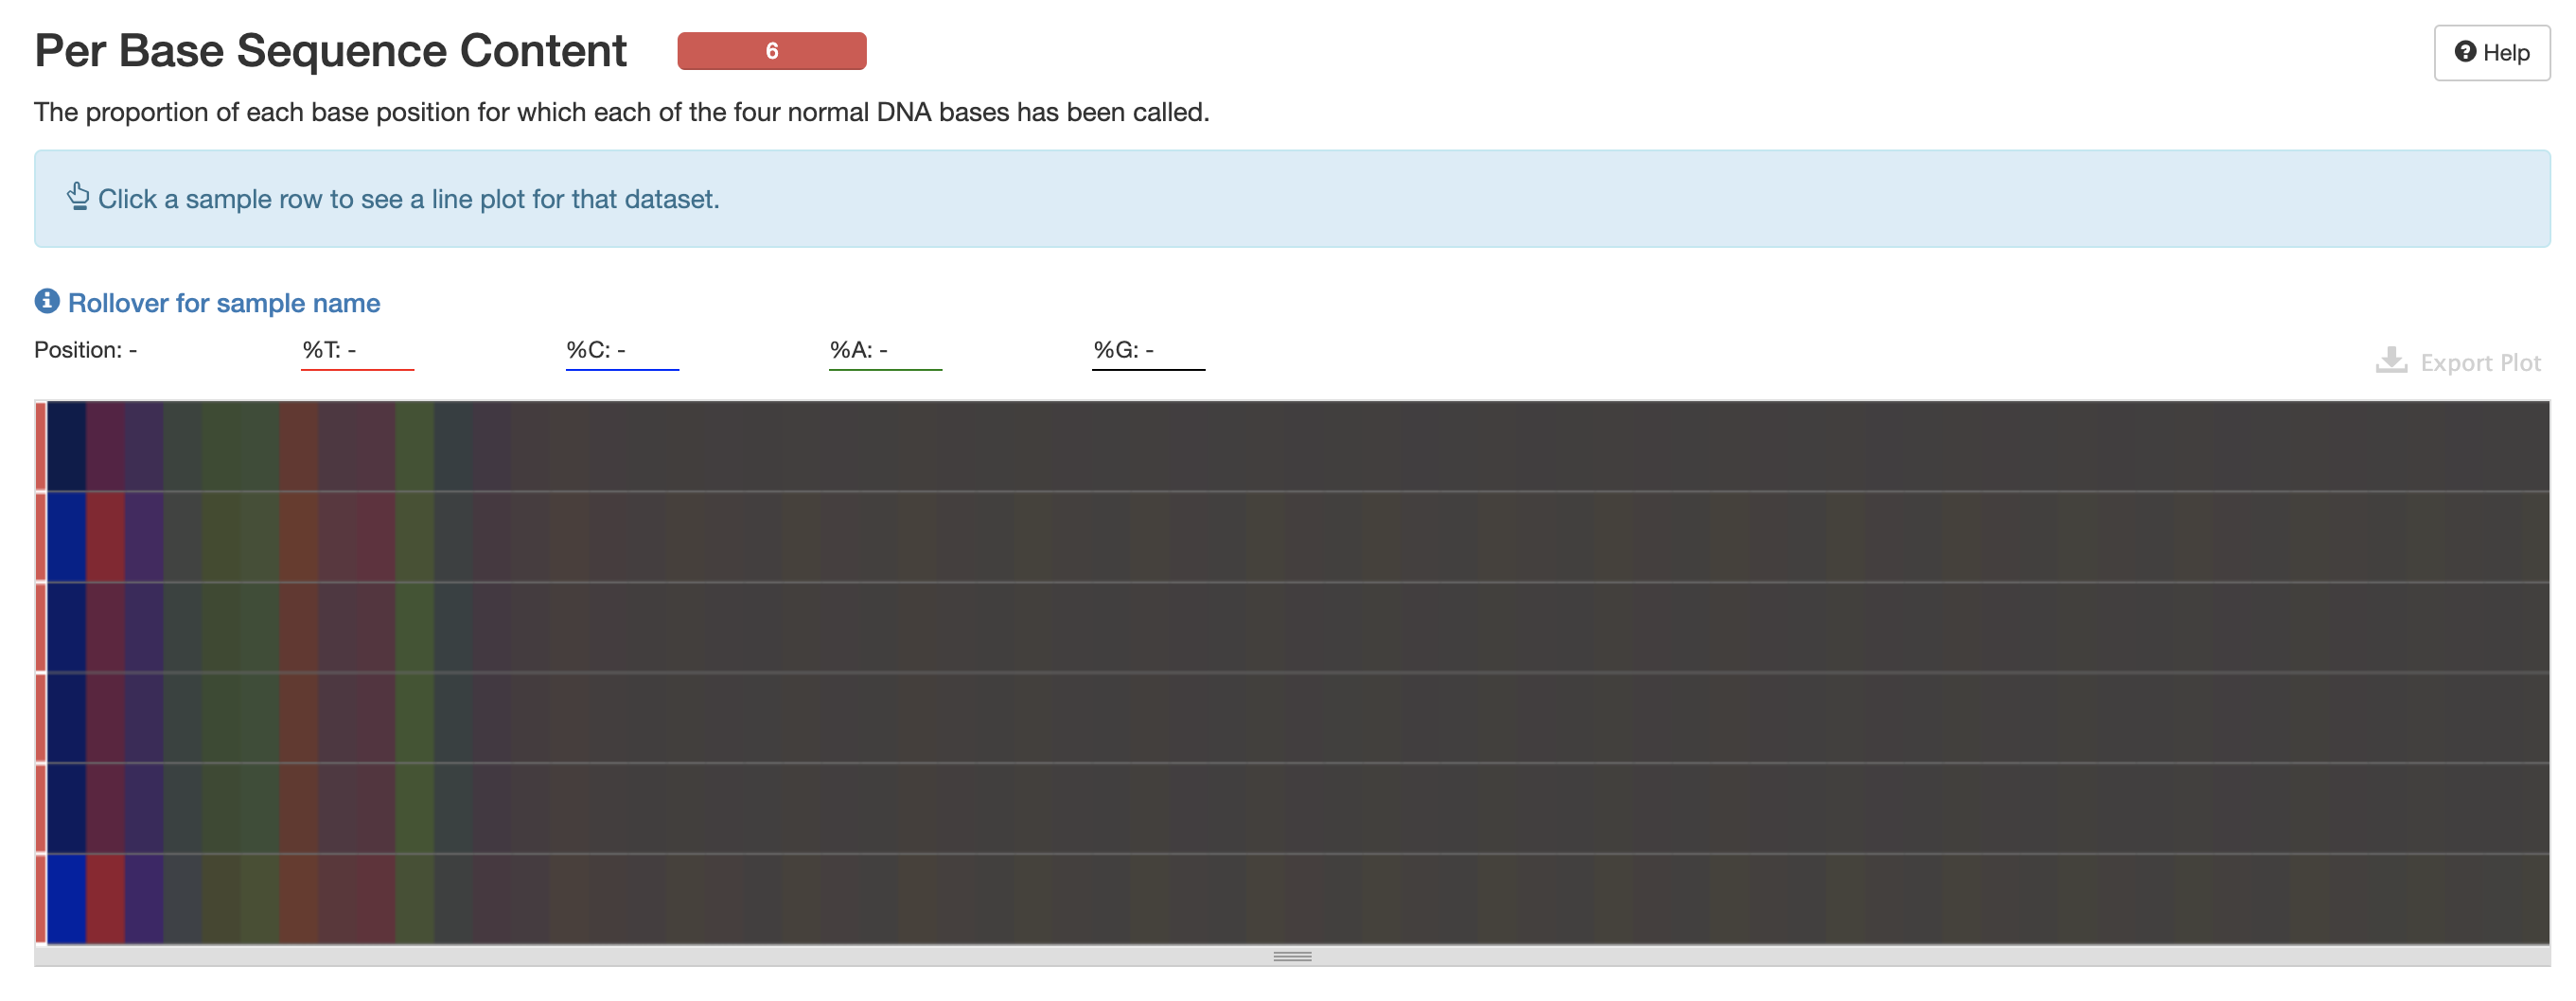 Per Base Sequence Content 6
Help
The proportion of each base position for which each of the four normal DNA bases has been called.
Click a sample row to see a line plot for that dataset.
Rollover for sample name
Position: - %T: - %C: - %A: - %G: -
Export Plot